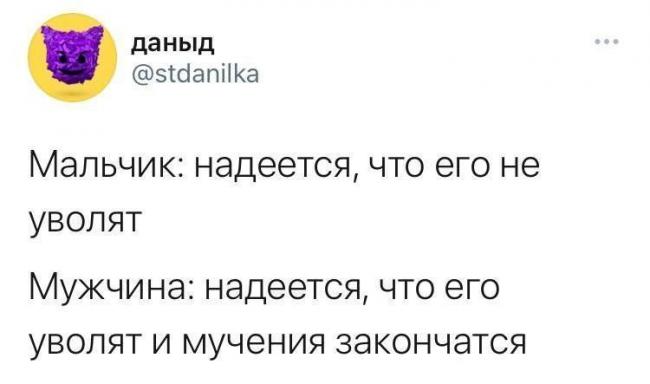 даныд
@stdanilka
Мальчик: надеется, что его не
уволят
Мужчина: надеется, что его
уволят и мучения закончатся